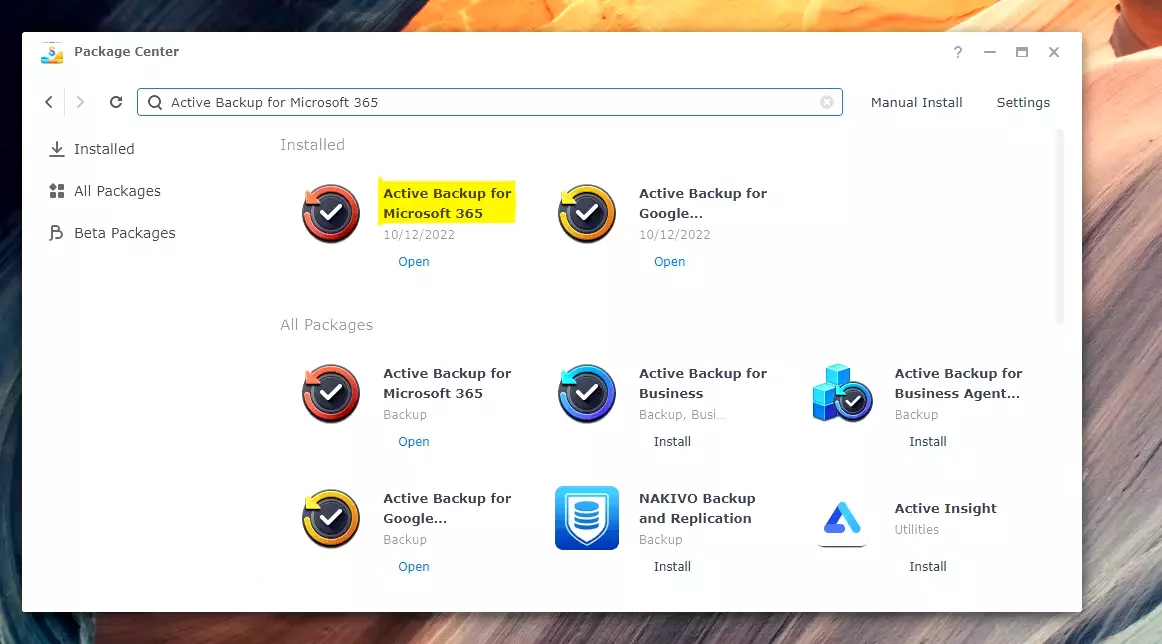 Package Center
?
Active Backup for Microsoft 365
Manual Install
Settings
Installed
All Packages
Beta Packages
Installed
Active Backup for
Microsoft 365
10/12/2022
Open
Active Backup for
Google...
10/12/2022
Open
All Packages
Active Backup for
Microsoft 365
Backup
Open
Active Backup for
Business
Backup, Busi...
Install
Active Backup for
Business Agent...
Backup
Install
Active Backup for
Google...
Backup
Open
NAKIVO Backup
and Replication
Backup
Install
Active Insight
Utilities
Install